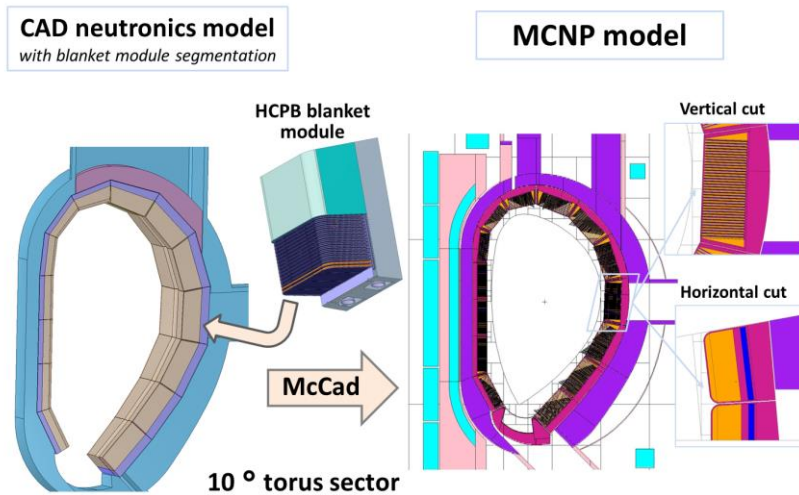 CAD neutronics model
with blanket module segmentation
MCNP model
HCPB blanket
module
Vertical cut
Horizontal cut
McCad
10 ° torus sector